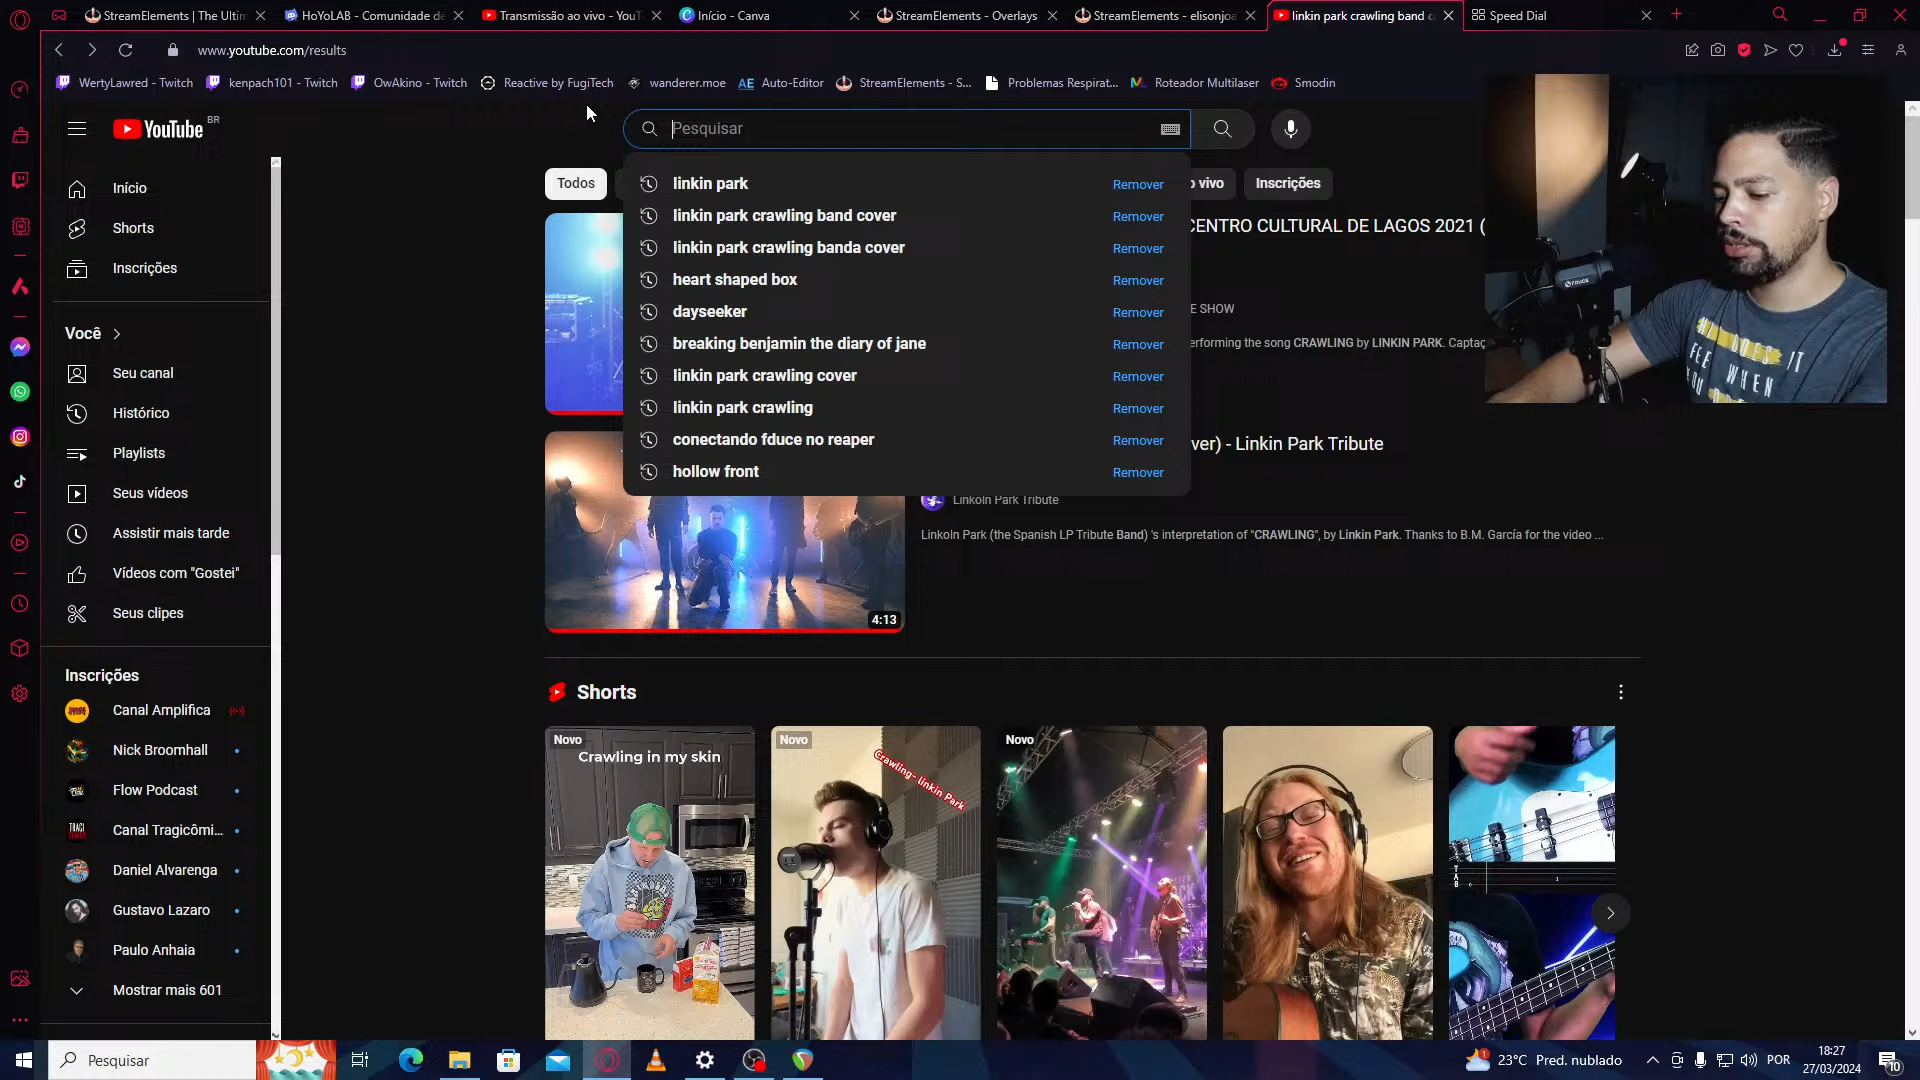 StreamElements | The Ultim
HoYoLAB - Comunidade de
Transmissão ao vivo - YouT
Início - Canva
StreamElements - Overlays
StreamElements - elisonjoa
linkin park crawling band c
Speed Dial
www.youtube.com/results
WertyLawred - Twitch
kenpach101 - Twitch
OwAkino - Twitch
Reactive by FugiTech
wanderer.moe
AE Auto-Editor
StreamElements - S...
Problemas Respirat...
Roteador Multilaser
Smodin
YouTube BR
Pesquisar
Todos
o vivo
Inscrições
linkin park Remover
linkin park crawling band cover Remover
linkin park crawling banda cover Remover
heart shaped box Remover
dayseeker Remover
breaking benjamin the diary of jane Remover
linkin park crawling cover Remover
linkin park crawling Remover
conectando fduce no reaper Remover
hollow front Remover
Início
Shorts
Inscrições
Você
Seu canal
Histórico
Playlists
Seus vídeos
Assistir mais tarde
Vídeos com "Gostei"
Seus clipes
Inscrições
Canal Amplifica
Nick Broomhall
Flow Podcast
Canal Tragicômi...
Daniel Alvarenga
Gustavo Lazaro
Paulo Anhaia
Mostrar mais 601
CENTRO CULTURAL DE LAGOS 2021 (
E SHOW
erforming the song CRAWLING by LINKIN PARK. Captaç
ver) - Linkin Park Tribute
Linkoln Park Tribute
Linkoln Park (the Spanish LP Tribute Band) 's interpretation of "CRAWLING", by Linkin Park. Thanks to B.M. García for the video ...
4:13
FDUCE
IT
FEEL
WHEN
YOU
Shorts
Novo
Crawling in my skin
Novo
Crawling - linkin Park
Novo
TAB
Pesquisar
23°C Pred. nublado
POR
18:27
27/03/2024
10